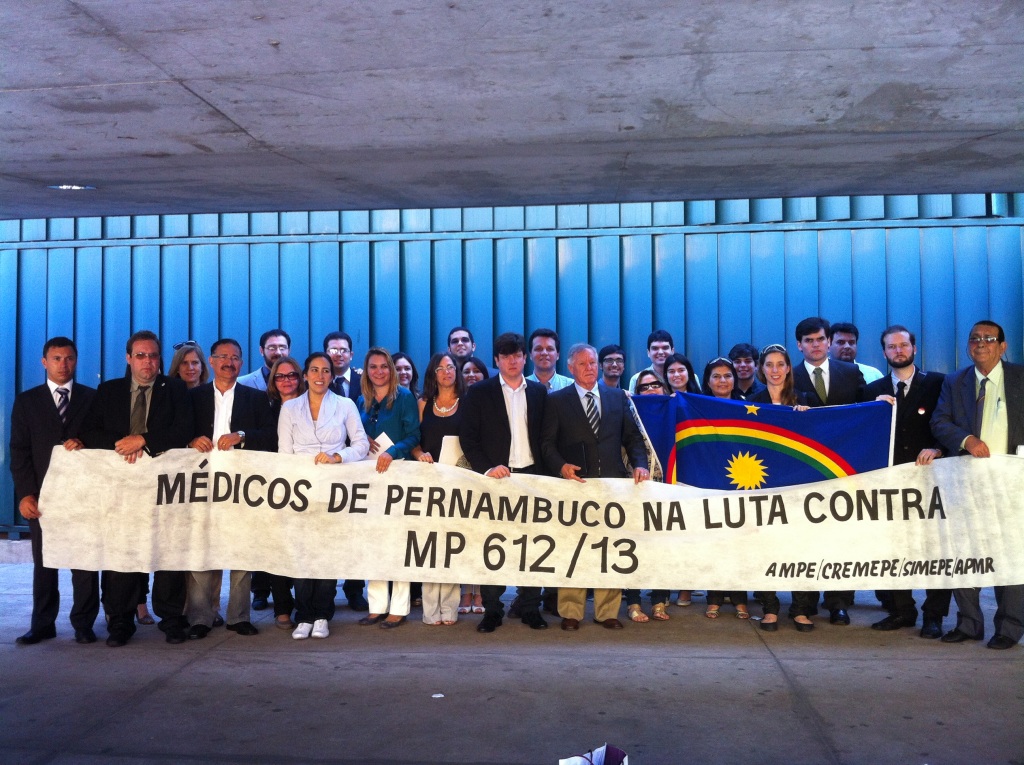 MÉDICOS DE PERNAMBUCO NA LUTA CONTRA
MP 612/13
AMPE/CREMEPE/SIMEPE/APMR